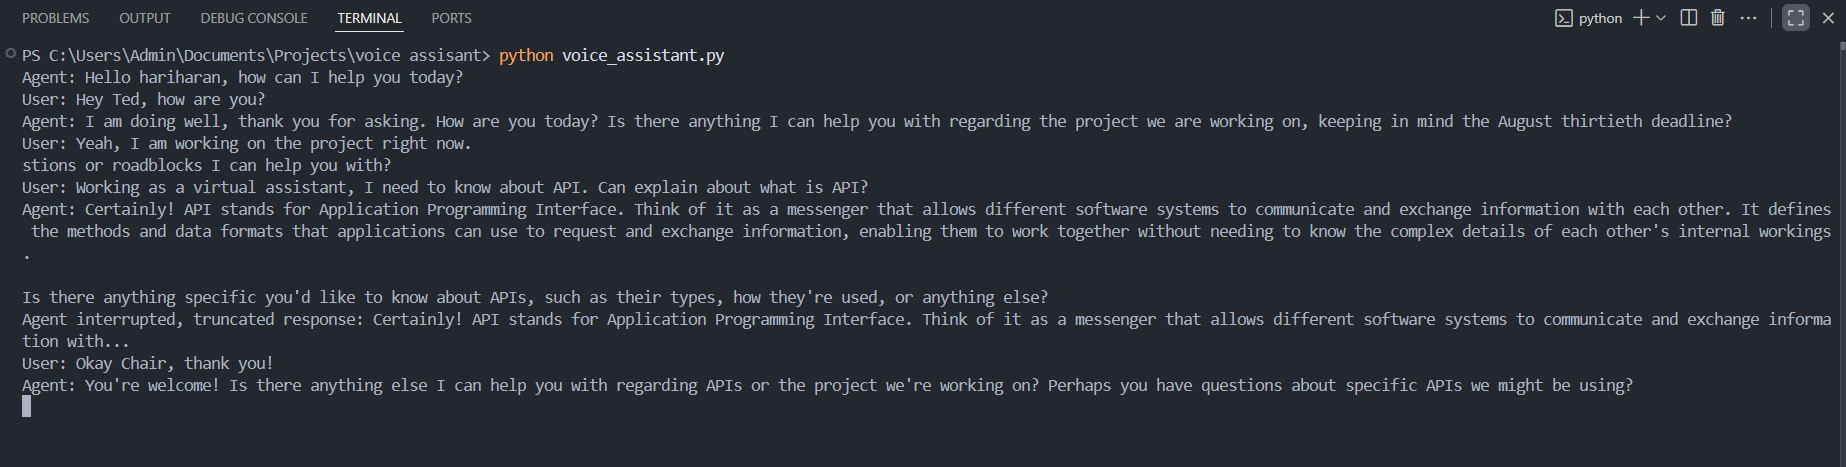 PROBLEMS OUTPUT DEBUG CONSOLE TERMINAL PORTS python
PS C:\Users\Admin\Documents\Projects\voice assisant> python voice_assistant.py
Agent: Hello hariharan, how can I help you today?
User: Hey Ted, how are you?
Agent: I am doing well, thank you for asking. How are you today? Is there anything I can help you with regarding the project we are working on, keeping in mind the August thirtieth deadline?
User: Yeah, I am working on the project right now.
stions or roadblocks I can help you with?
User: Working as a virtual assistant, I need to know about API. Can explain about what is API?
Agent: Certainly! API stands for Application Programming Interface. Think of it as a messenger that allows different software systems to communicate and exchange information with each other. It defines
the methods and data formats that applications can use to request and exchange information, enabling them to work together without needing to know the complex details of each other's internal workings
.
Is there anything specific you'd like to know about APIs, such as their types, how they're used, or anything else?
Agent interrupted, truncated response: Certainly! API stands for Application Programming Interface. Think of it as a messenger that allows different software systems to communicate and exchange informa
tion with...
User: Okay Chair, thank you!
Agent: You're welcome! Is there anything else I can help you with regarding APIs or the project we're working on? Perhaps you have questions about specific APIs we might be using?